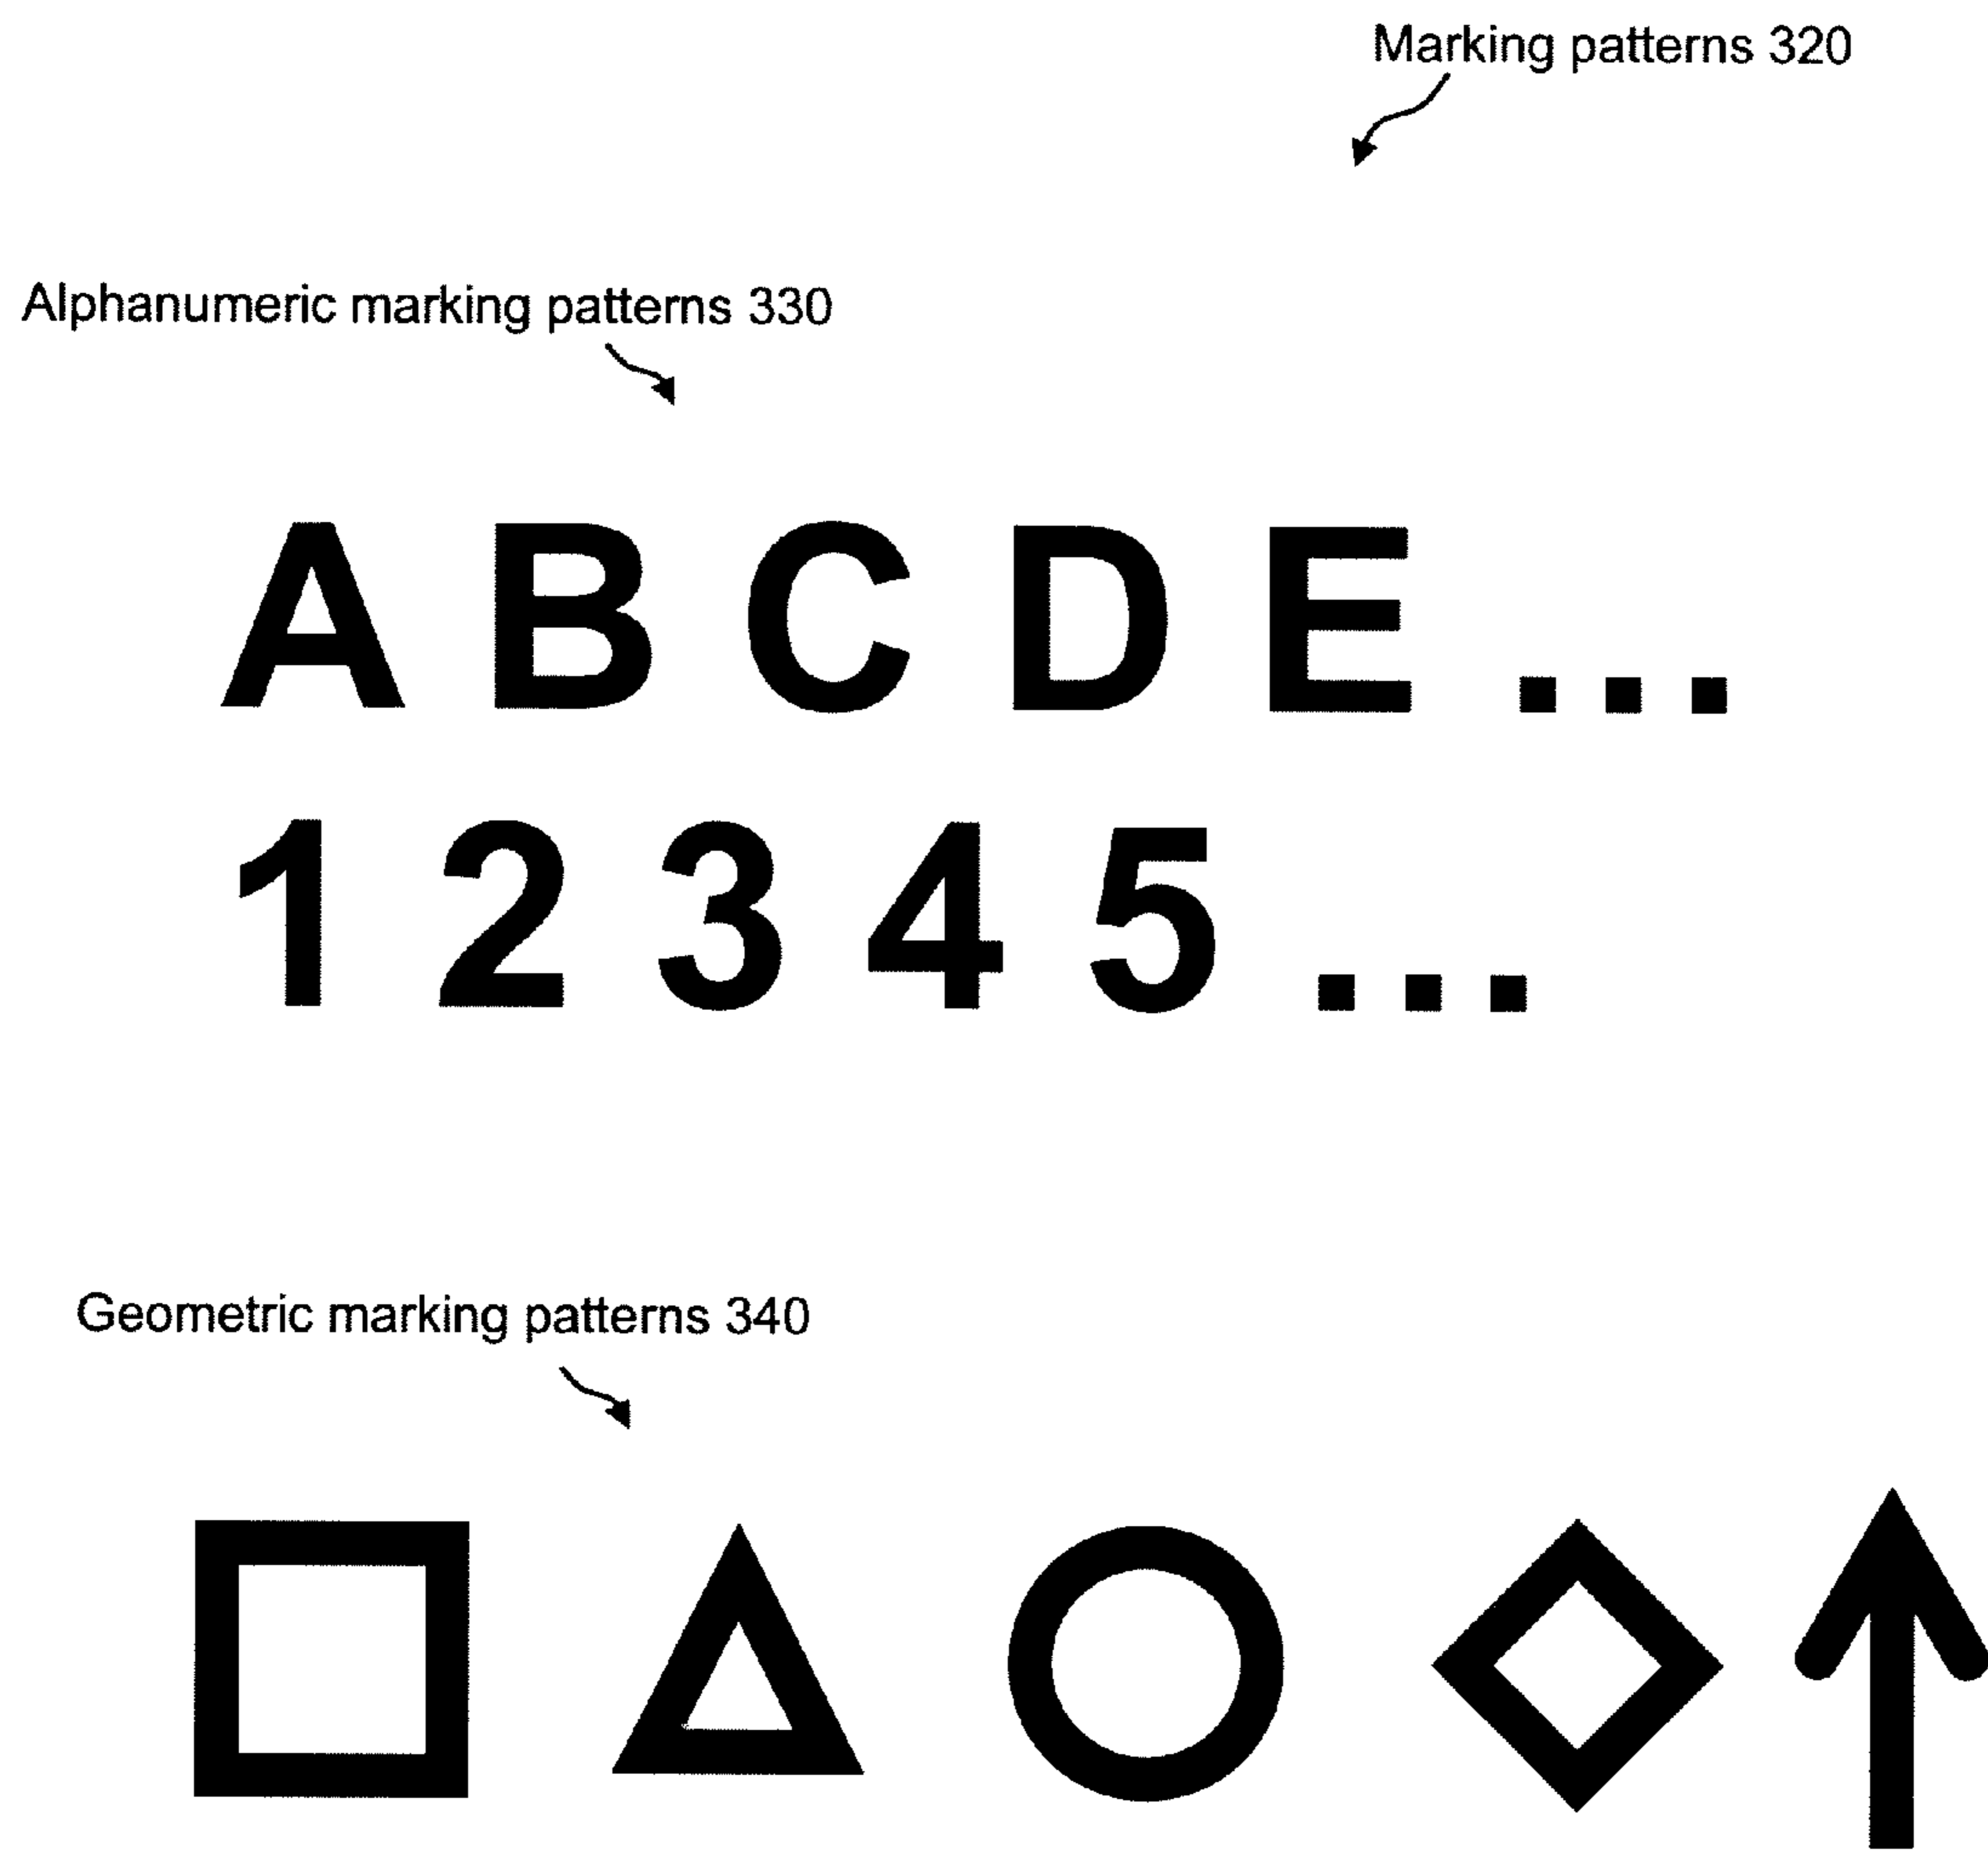 Marking patterns 320
Alphanumeric marking patterns 330
A B C D E ...
1 2 3 4 5 ...
Geometric marking patterns 340